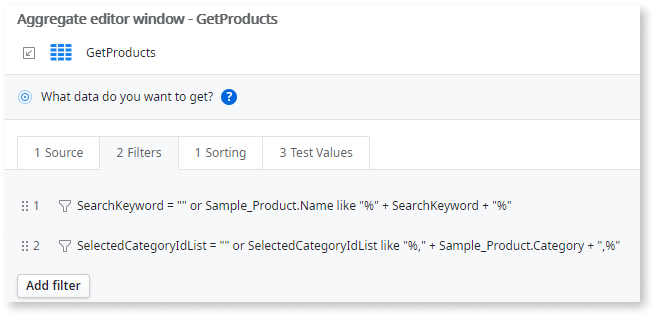 Aggregate editor window - GetProducts
GetProducts
What data do you want to get? ?
1 Source 2 Filters 1 Sorting 3 Test Values
1 SearchKeyword = "" or Sample_Product.Name like "%" + SearchKeyword + "%"
2 SelectedCategoryIdList = "" or SelectedCategoryIdList like "%," + Sample_Product.Category + ",%"
Add filter